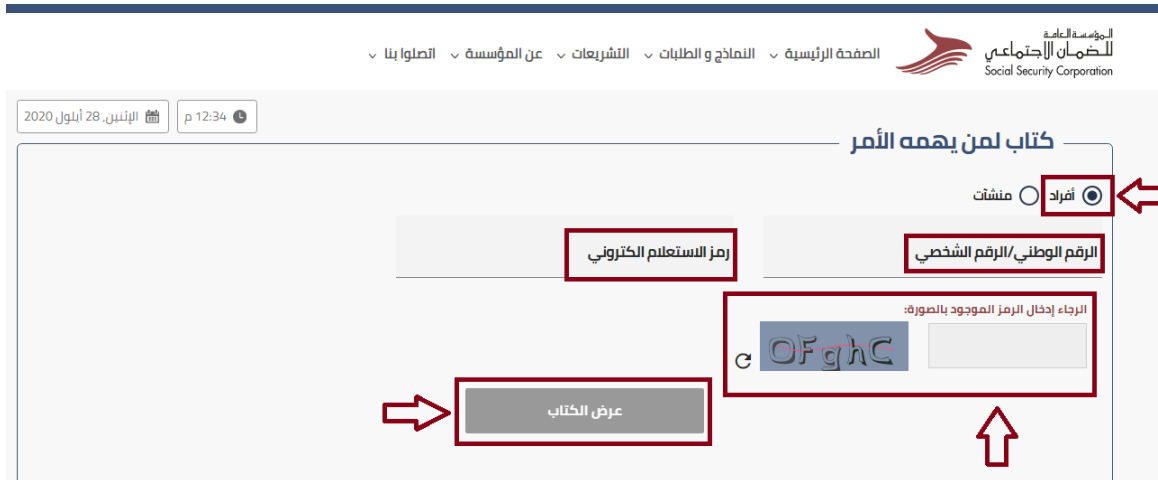 المؤسسة العامة
للضمان الاجتماعي
Social Security Corporation
الصفحة الرئيسية النماذج و الطلبات التشريعات عن المؤسسة اتصلوا بنا
12:34 م الإثنين, 28 أيلول 2020
كتاب لمن يهمه الأمر
أفراد منشآت
الرقم الوطني/الرقم الشخصي رمز الاستعلام الكتروني
الرجاء إدخال الرمز الموجود بالصورة:
OFghC
عرض الكتاب